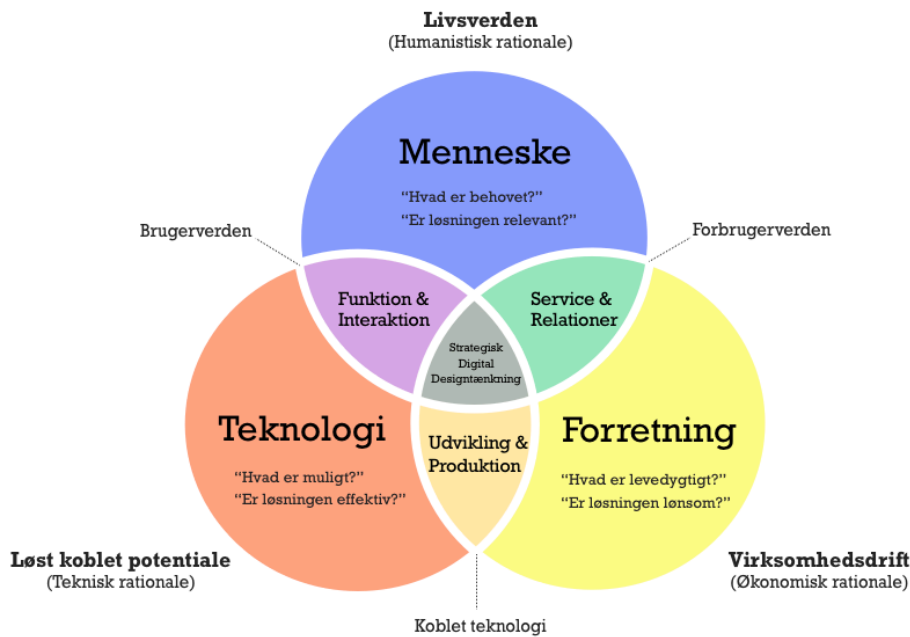 Livsverden
(Humanistisk rationale)
Menneske
“Hvad er behovet?”
“Er løsningen relevant?”
Brugerverden
Forbrugerverden
Funktion &
Interaktion
Service &
Relationer
Strategisk
Digital
Designtænkning
Teknologi
“Hvad er muligt?”
“Er løsningen effektiv?”
Udvikling &
Produktion
Forretning
“Hvad er levedygtigt?”
“Er løsningen lønsom?”
Løst koblet potentiale
(Teknisk rationale)
Virksomhedsdrift
(Økonomisk rationale)
Koblet teknologi